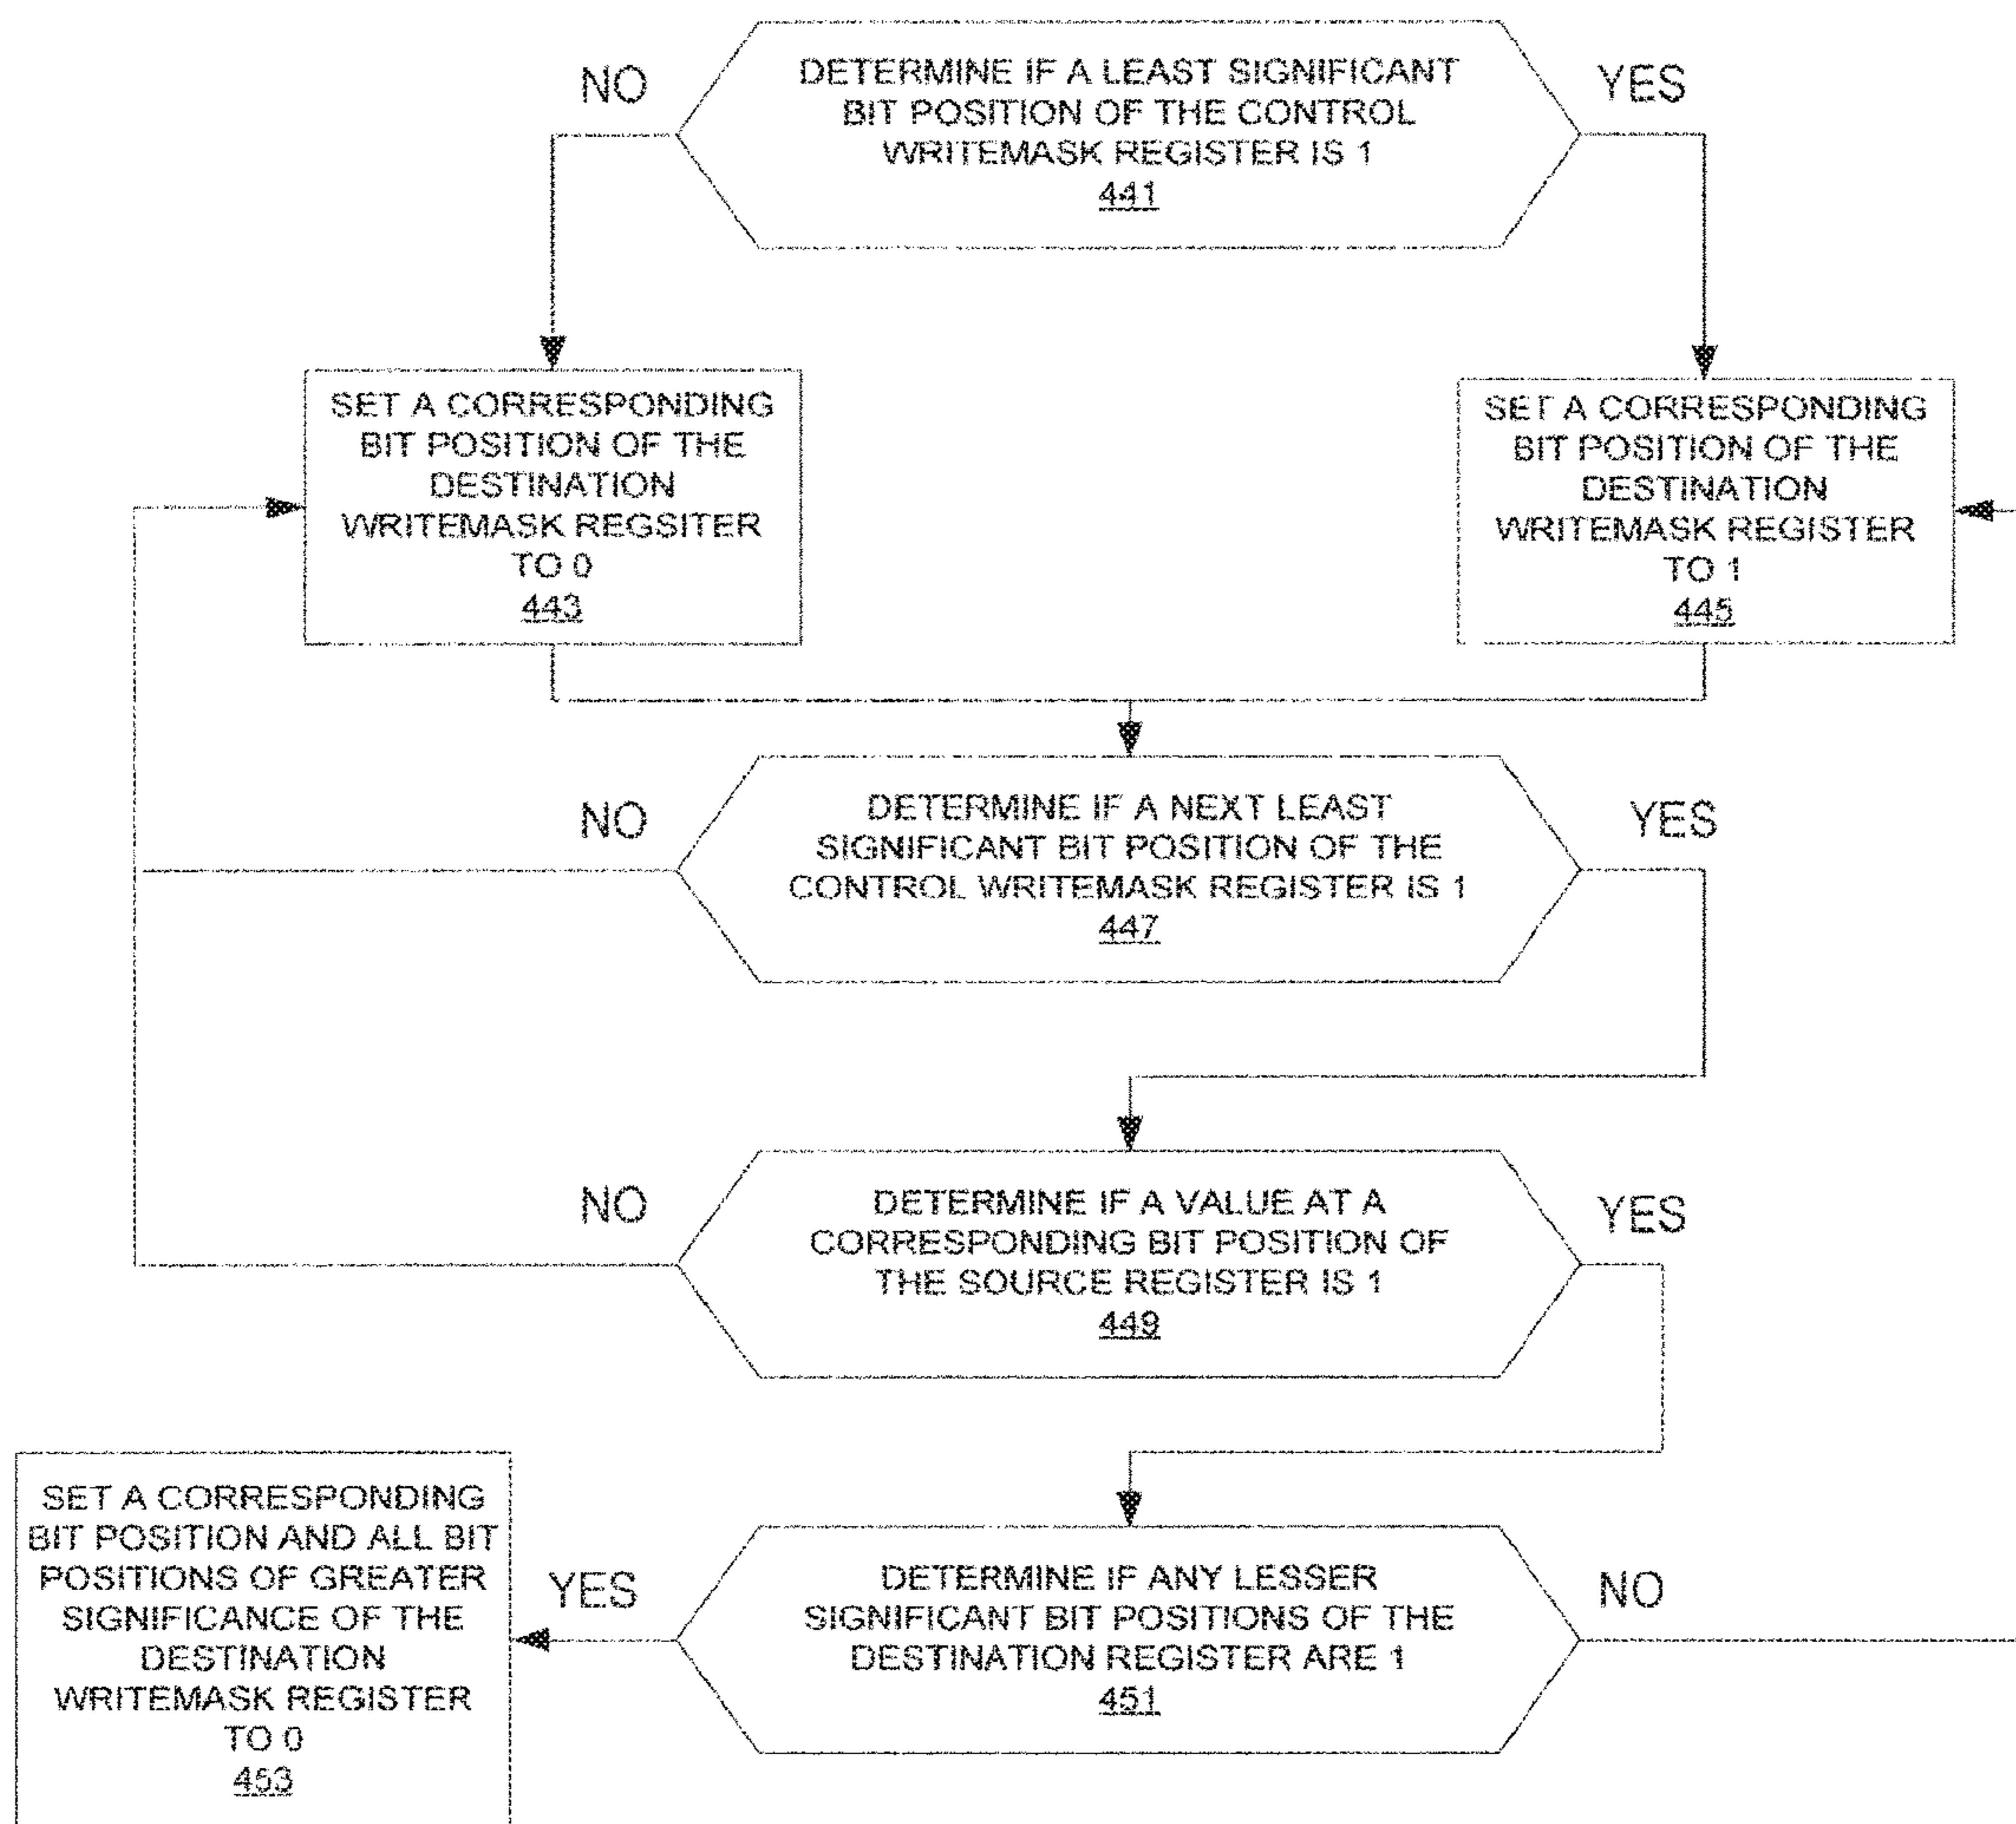 NO
DETERMINE IF A LEAST SIGNIFICANT
BIT POSITION OF THE CONTROL
WRITEMASK REGISTER IS 1
441
YES
SET A CORRESPONDING
BIT POSITION OF THE
DESTINATION
WRITEMASK REGSITER
TO 0
443
SET A CORRESPONDING
BIT POSITION OF THE
DESTINATION
WRITEMASK REGISTER
TO 1
445
NO
DETERMINE IF A NEXT LEAST
SIGNIFICANT BIT POSITION OF THE
CONTROL WRITEMASK REGISTER IS 1
447
YES
NO
DETERMINE IF A VALUE AT A
CORRESPONDING BIT POSITION OF
THE SOURCE REGISTER IS 1
449
YES
SET A CORRESPONDING
BIT POSITION AND ALL BIT
POSITIONS OF GREATER
SIGNIFICANCE OF THE
DESTINATION
WRITEMASK REGISTER
TO 0
453
YES
DETERMINE IF ANY LESSER
SIGNIFICANT BIT POSITIONS OF THE
DESTINATION REGISTER ARE 1
451
NO